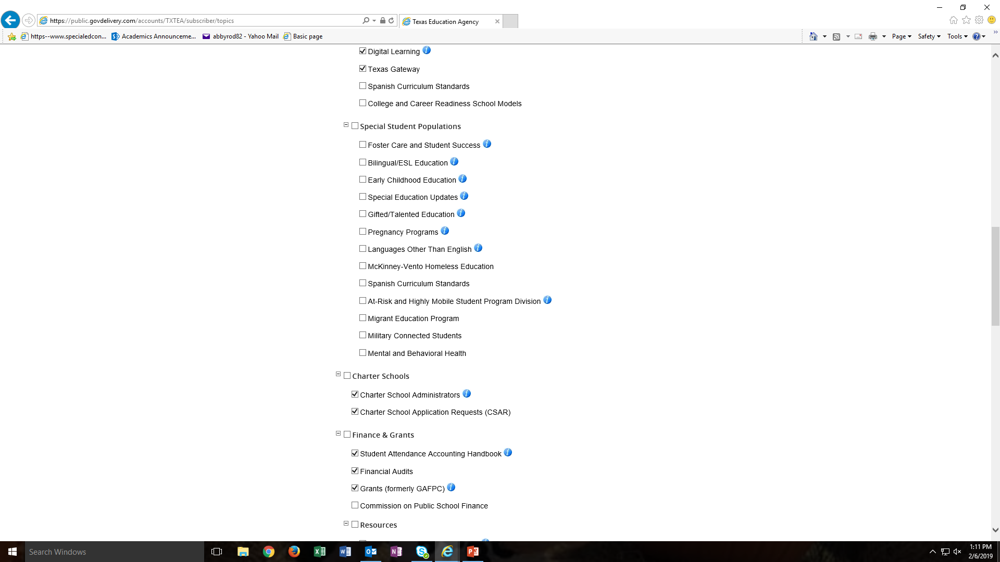 https://public.govdelivery.com/accounts/TXTEA/subscriber/topics
Texas Education Agency
https--www.specialedcon...
Academics Announceme...
abbyrod82 - Yahoo Mail
Basic page
Page
Safety
Tools
Digital Learning
Texas Gateway
Spanish Curriculum Standards
College and Career Readiness School Models
Special Student Populations
Foster Care and Student Success
Bilingual/ESL Education
Early Childhood Education
Special Education Updates
Gifted/Talented Education
Pregnancy Programs
Languages Other Than English
McKinney-Vento Homeless Education
Spanish Curriculum Standards
At-Risk and Highly Mobile Student Program Division
Migrant Education Program
Military Connected Students
Mental and Behavioral Health
Charter Schools
Charter School Administrators
Charter School Application Requests (CSAR)
Finance & Grants
Student Attendance Accounting Handbook
Financial Audits
Grants (formerly GAFPC)
Commission on Public School Finance
Resources
Search Windows
1:11 PM
2/6/2019